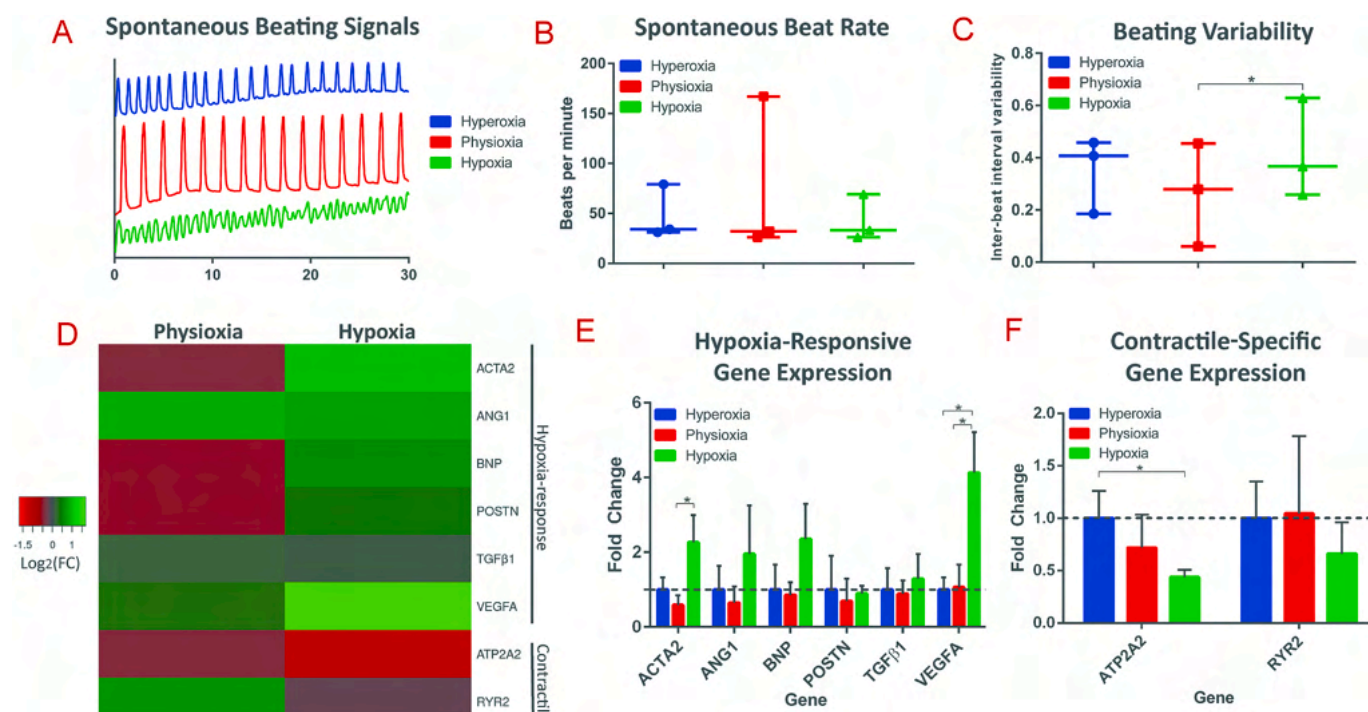 A
Spontaneous Beating Signals
Hyperoxia
Physioxia
Hypoxia
0
10
20
30
B
Spontaneous Beat Rate
Hyperoxia
Physioxia
Hypoxia
Beats per minute
200
150
100
50
0
C
Beating Variability
Hyperoxia
Physioxia
Hypoxia
*
Inter-beat interval variability
0.8
0.6
0.4
0.2
0.0
D
Physioxia
Hypoxia
ACTA2
ANG1
BNP
POSTN
TGFβ1
VEGFA
ATP2A2
RYR2
Hypoxia-response
Contractil
-1.5
0
1
Log2(FC)
E
Hypoxia-Responsive
Gene Expression
Hyperoxia
Physioxia
Hypoxia
*
*
*
Fold Change
6
4
2
0
ACTA2
ANG1
BNP
POSTN
TGFβ1
VEGFA
Gene
F
Contractile-Specific
Gene Expression
Hyperoxia
Physioxia
Hypoxia
*
Fold Change
2.0
1.5
1.0
0.5
0.0
ATP2A2
RYR2
Gene